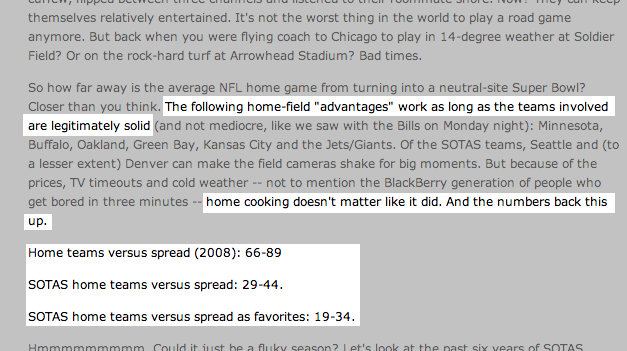 curfew, flipped between three channels and listened to their roommate snore. Now? They can keep
themselves relatively entertained. It's not the worst thing in the world to play a road game
anymore. But back when you were flying coach to Chicago to play in 14-degree weather at Soldier
Field? Or on the rock-hard turf at Arrowhead Stadium? Bad times.
So how far away is the average NFL home game from turning into a neutral-site Super Bowl?
Closer than you think. The following home-field "advantages" work as long as the teams involved
are legitimately solid (and not mediocre, like we saw with the Bills on Monday night): Minnesota,
Buffalo, Oakland, Green Bay, Kansas City and the Jets/Giants. Of the SOTAS teams, Seattle and (to
a lesser extent) Denver can make the field cameras shake for big moments. But because of the
prices, TV timeouts and cold weather -- not to mention the BlackBerry generation of people who
get bored in three minutes -- home cooking doesn't matter like it did. And the numbers back this
up.
Home teams versus spread (2008): 66-89
SOTAS home teams versus spread: 29-44.
SOTAS home teams versus spread as favorites: 19-34.
Hmmmmmmmmm. Could it just be a fluky season? Let's look at the past six years of SOTAS